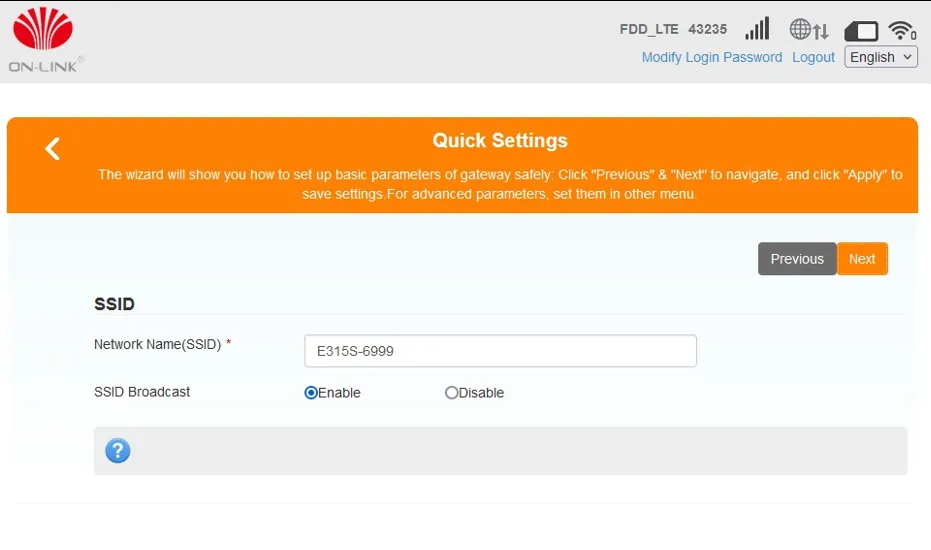 FDD_LTE 43235
0
ON-LINK®
Modify Login Password Logout English
Quick Settings
The wizard will show you how to set up basic parameters of gateway safely: Click "Previous" & "Next" to navigate, and click "Apply" to
save settings.For advanced parameters, set them in other menu.
Previous Next
SSID
Network Name(SSID) *
E315S-6999
SSID Broadcast
Enable Disable
?